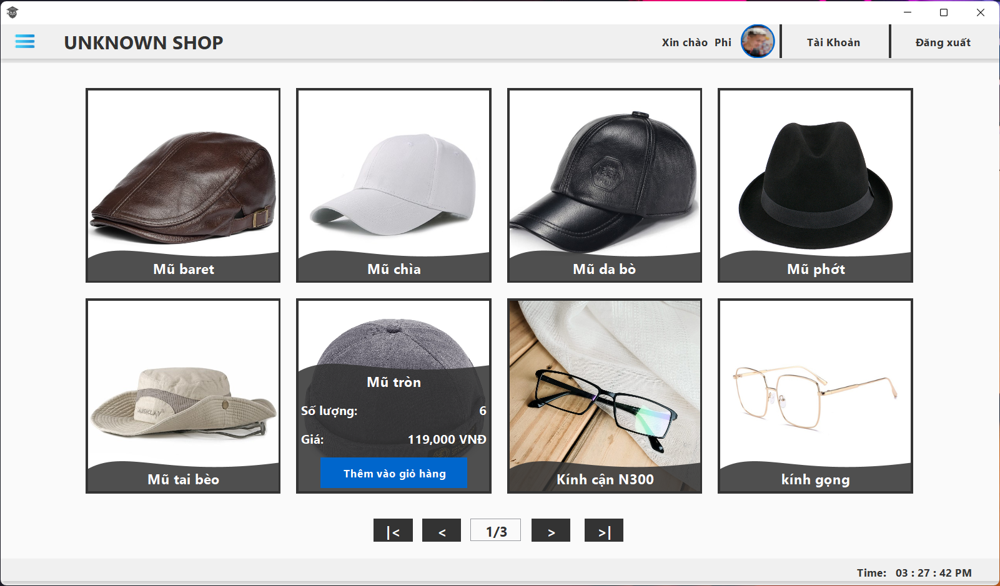 UNKNOWN SHOP
Xin chào Phi
Tài Khoản
Đăng xuất
Mũ baret
Mũ chìa
Mũ da bò
Mũ phớt
Mũ tai bèo
Mũ tròn
Số lượng: 6
Giá: 119,000 VNĐ
Thêm vào giỏ hàng
Kính cận N300
kính gọng
|< < 1/3 > >|
Time: 03 : 27 : 42 PM